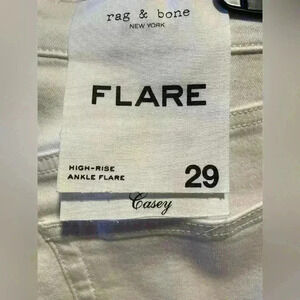 rag & bone
NEW YORK
FLARE
HIGH-RISE
ANKLE FLARE
29
Casey